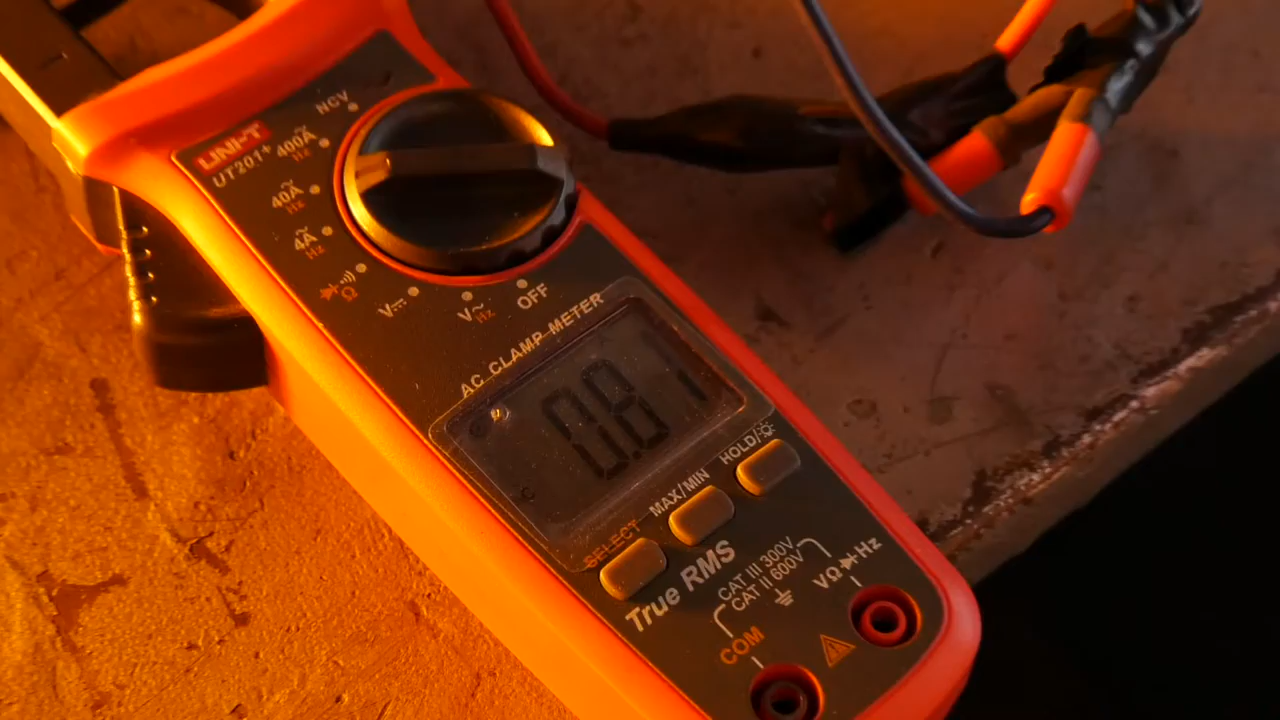 NCV
UNI-T
UT201+
400A
Hz
40A
Hz
4A
Hz
Ω
V
V
Hz
OFF
AC CLAMP METER
0.8
SELECT
MAX/MIN
HOLD/
True RMS
CAT III 300V
CAT II 600V
VΩ Hz
COM